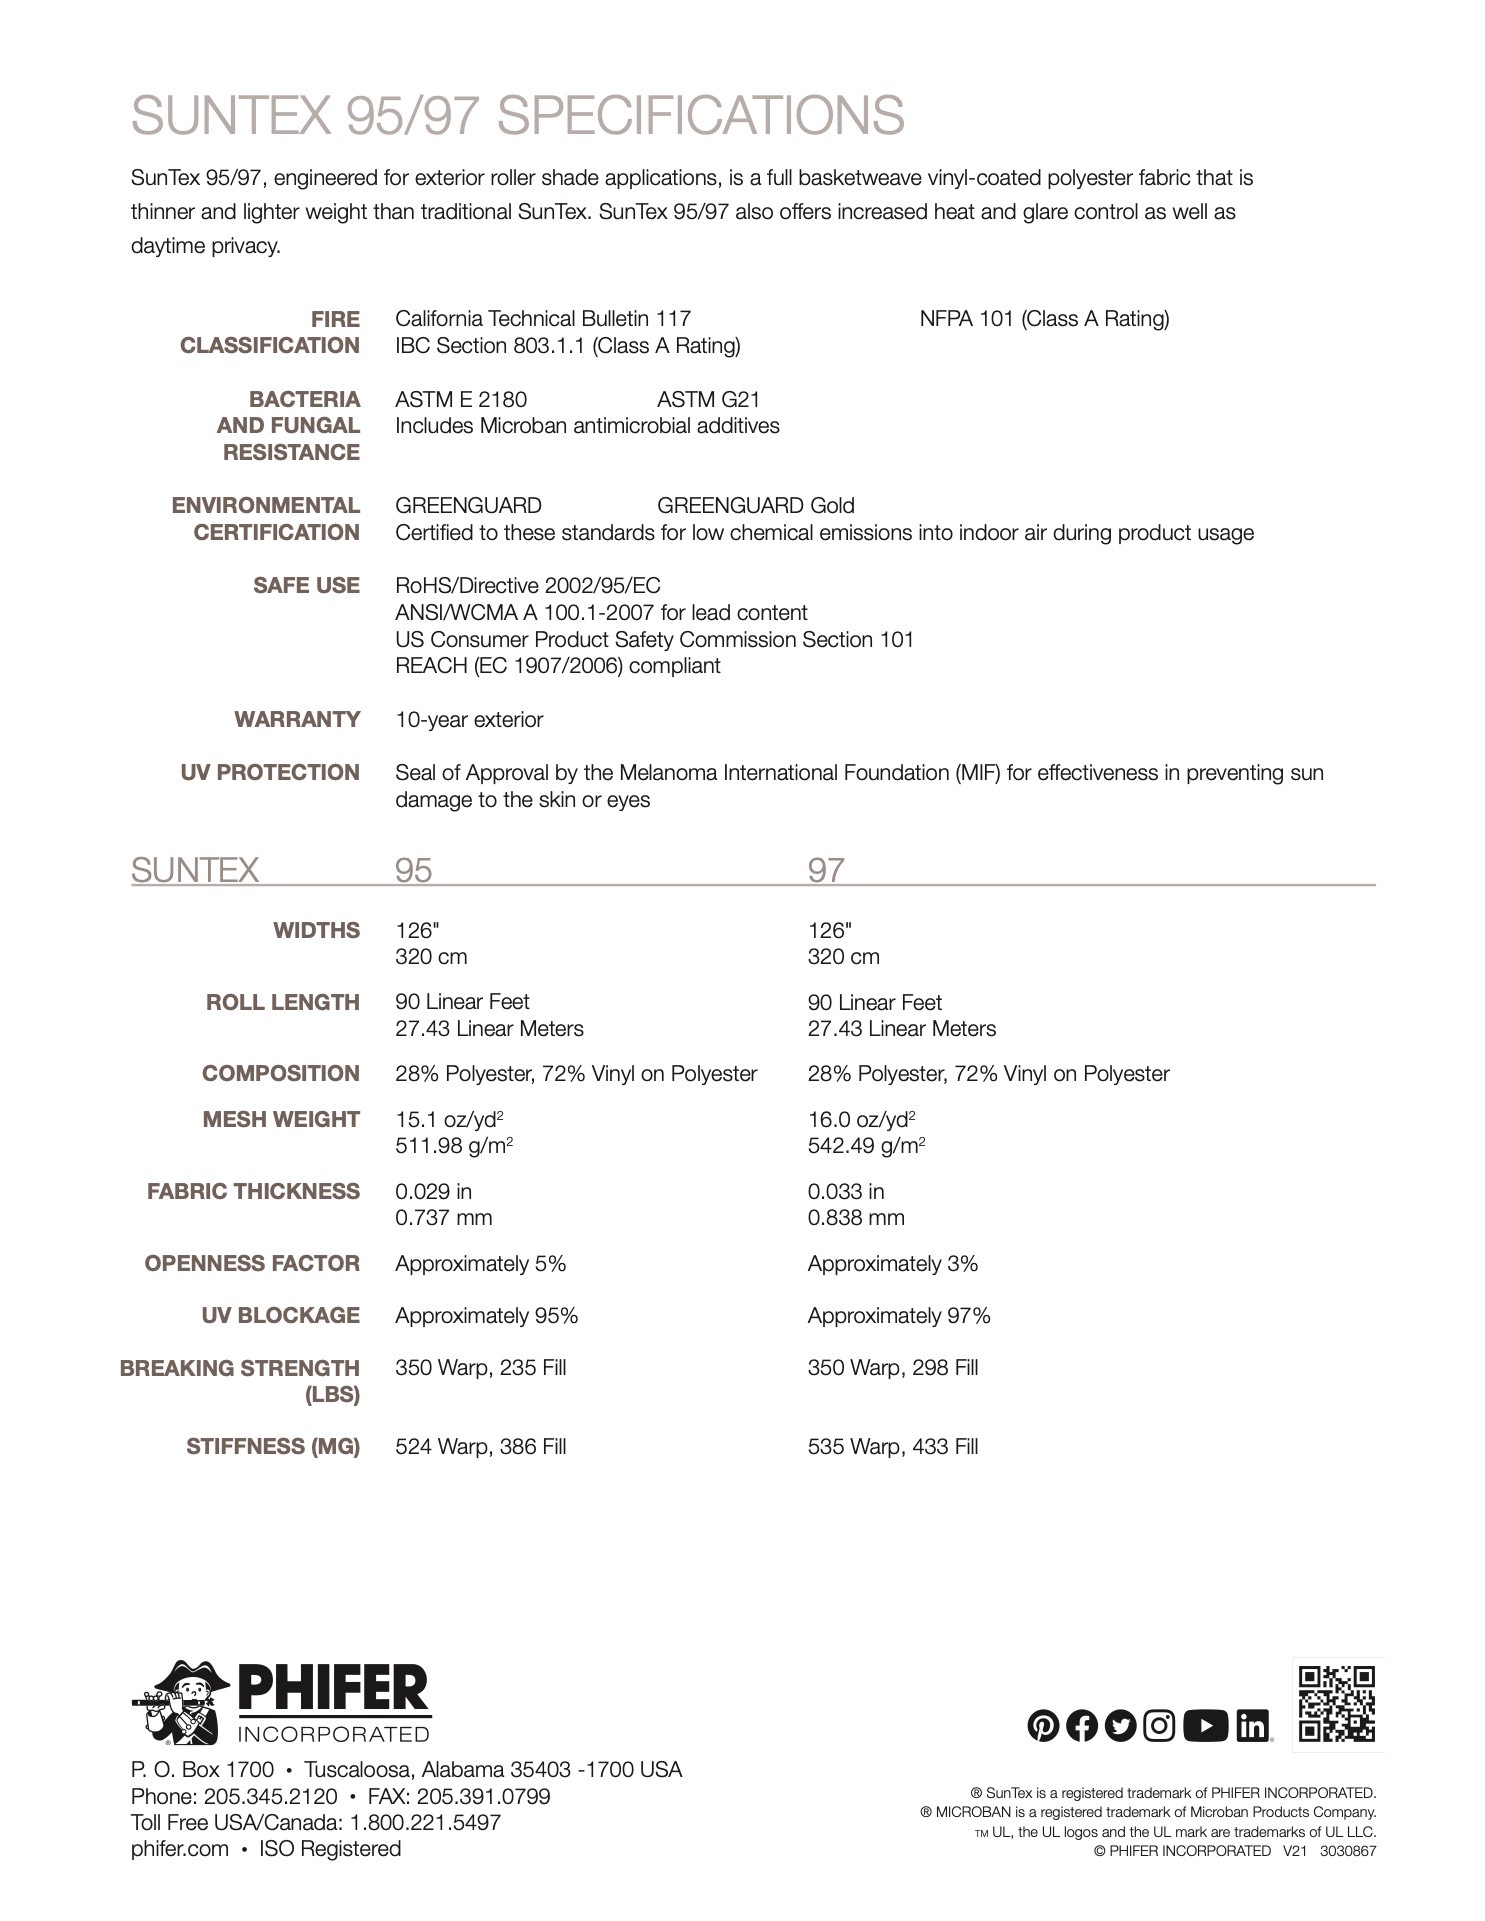 SUNTEX 95/97 SPECIFICATIONS
SunTex 95/97, engineered for exterior roller shade applications, is a full basketweave vinyl-coated polyester fabric that is
thinner and lighter weight than traditional SunTex. SunTex 95/97 also offers increased heat and glare control as well as
daytime privacy.
FIRE CLASSIFICATION
California Technical Bulletin 117 NFPA 101 (Class A Rating)
IBC Section 803.1.1 (Class A Rating)
BACTERIA AND FUNGAL RESISTANCE
ASTM E 2180 ASTM G21
Includes Microban antimicrobial additives
ENVIRONMENTAL CERTIFICATION
GREENGUARD GREENGUARD Gold
Certified to these standards for low chemical emissions into indoor air during product usage
SAFE USE
RoHS/Directive 2002/95/EC
ANSI/WCMA A 100.1-2007 for lead content
US Consumer Product Safety Commission Section 101
REACH (EC 1907/2006) compliant
WARRANTY 10-year exterior
UV PROTECTION Seal of Approval by the Melanoma International Foundation (MIF) for effectiveness in preventing sun
damage to the skin or eyes
SUNTEX 95 97
WIDTHS 126" 126"
320 cm 320 cm
ROLL LENGTH 90 Linear Feet 90 Linear Feet
27.43 Linear Meters 27.43 Linear Meters
COMPOSITION 28% Polyester, 72% Vinyl on Polyester 28% Polyester, 72% Vinyl on Polyester
MESH WEIGHT 15.1 oz/yd² 16.0 oz/yd²
511.98 g/m² 542.49 g/m²
FABRIC THICKNESS 0.029 in 0.033 in
0.737 mm 0.838 mm
OPENNESS FACTOR Approximately 5% Approximately 3%
UV BLOCKAGE Approximately 95% Approximately 97%
BREAKING STRENGTH 350 Warp, 235 Fill 350 Warp, 298 Fill
(LBS)
STIFFNESS (MG) 524 Warp, 386 Fill 535 Warp, 433 Fill
PHIFER
INCORPORATED
P. O. Box 1700 • Tuscaloosa, Alabama 35403 -1700 USA
Phone: 205.345.2120 • FAX: 205.391.0799
Toll Free USA/Canada: 1.800.221.5497
phifer.com • ISO Registered
® SunTex is a registered trademark of PHIFER INCORPORATED.
® MICROBAN is a registered trademark of Microban Products Company.
TM UL, the UL logos and the UL mark are trademarks of UL LLC.
© PHIFER INCORPORATED V21 3030867